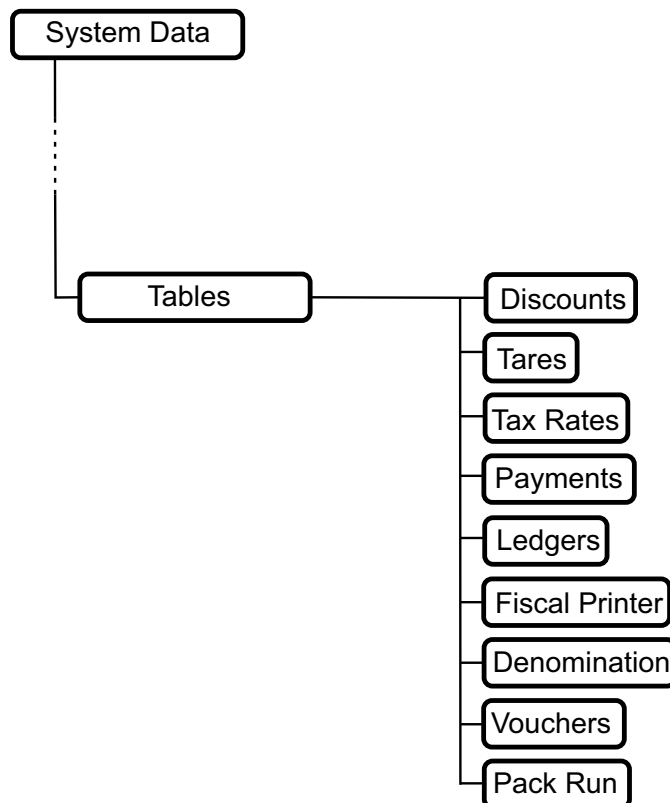 System Data
Tables
Discounts
Tares
Tax Rates
Payments
Ledgers
Fiscal Printer
Denomination
Vouchers
Pack Run